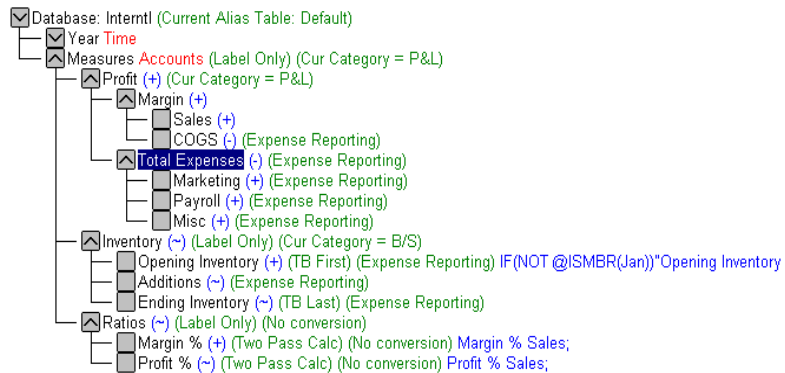 Database: Interntl (Current Alias Table: Default)
Year Time
Measures Accounts (Label Only) (Cur Category = P&L)
Profit (+) (Cur Category = P&L)
Margin (+)
Sales (+)
COGS (-) (Expense Reporting)
Total Expenses (-) (Expense Reporting)
Marketing (+) (Expense Reporting)
Payroll (+) (Expense Reporting)
Misc (+) (Expense Reporting)
Inventory (~) (Label Only) (Cur Category = B/S)
Opening Inventory (+) (TB First) (Expense Reporting) IF(NOT @ISMBR(Jan))"Opening Inventory
Additions (~) (Expense Reporting)
Ending Inventory (~) (TB Last) (Expense Reporting)
Ratios (~) (Label Only) (No conversion)
Margin % (+) (Two Pass Calc) (No conversion) Margin % Sales;
Profit % (~) (Two Pass Calc) (No conversion) Profit % Sales;